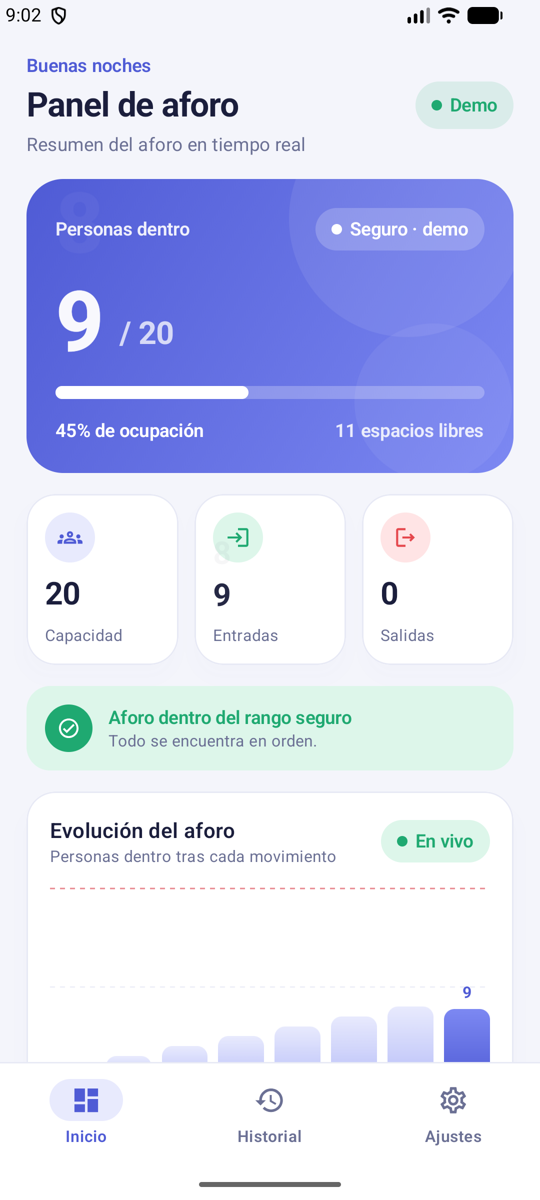 9:02
Buenas noches
Panel de aforo
Demo
Resumen del aforo en tiempo real
Personas dentro
Seguro · demo
9 / 20
45% de ocupación
11 espacios libres
20
Capacidad
9
Entradas
0
Salidas
Aforo dentro del rango seguro
Todo se encuentra en orden.
Evolución del aforo
En vivo
Personas dentro tras cada movimiento
9
Inicio
Historial
Ajustes